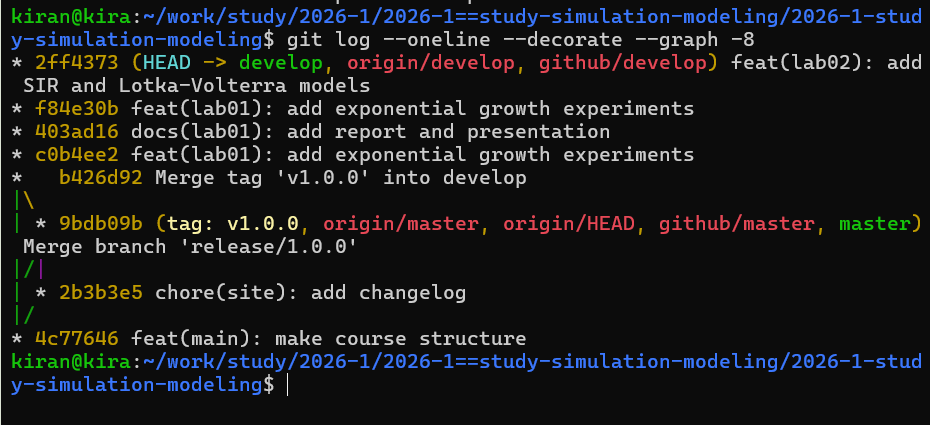 kiran@kira:~/work/study/2026-1/2026-1==study-simulation-modeling/2026-1-stud
y-simulation-modeling$ git log --oneline --decorate --graph -8
* 2ff4373 (HEAD -> develop, origin/develop, github/develop) feat(lab02): add
 SIR and Lotka-Volterra models
* f84e30b feat(lab01): add exponential growth experiments
* 403ad16 docs(lab01): add report and presentation
* c0b4ee2 feat(lab01): add exponential growth experiments
*   b426d92 Merge tag 'v1.0.0' into develop
|\
| * 9bdb09b (tag: v1.0.0, origin/master, origin/HEAD, github/master, master)
 Merge branch 'release/1.0.0'
|/|
| * 2b3b3e5 chore(site): add changelog
|/
* 4c77646 feat(main): make course structure
kiran@kira:~/work/study/2026-1/2026-1==study-simulation-modeling/2026-1-stud
y-simulation-modeling$